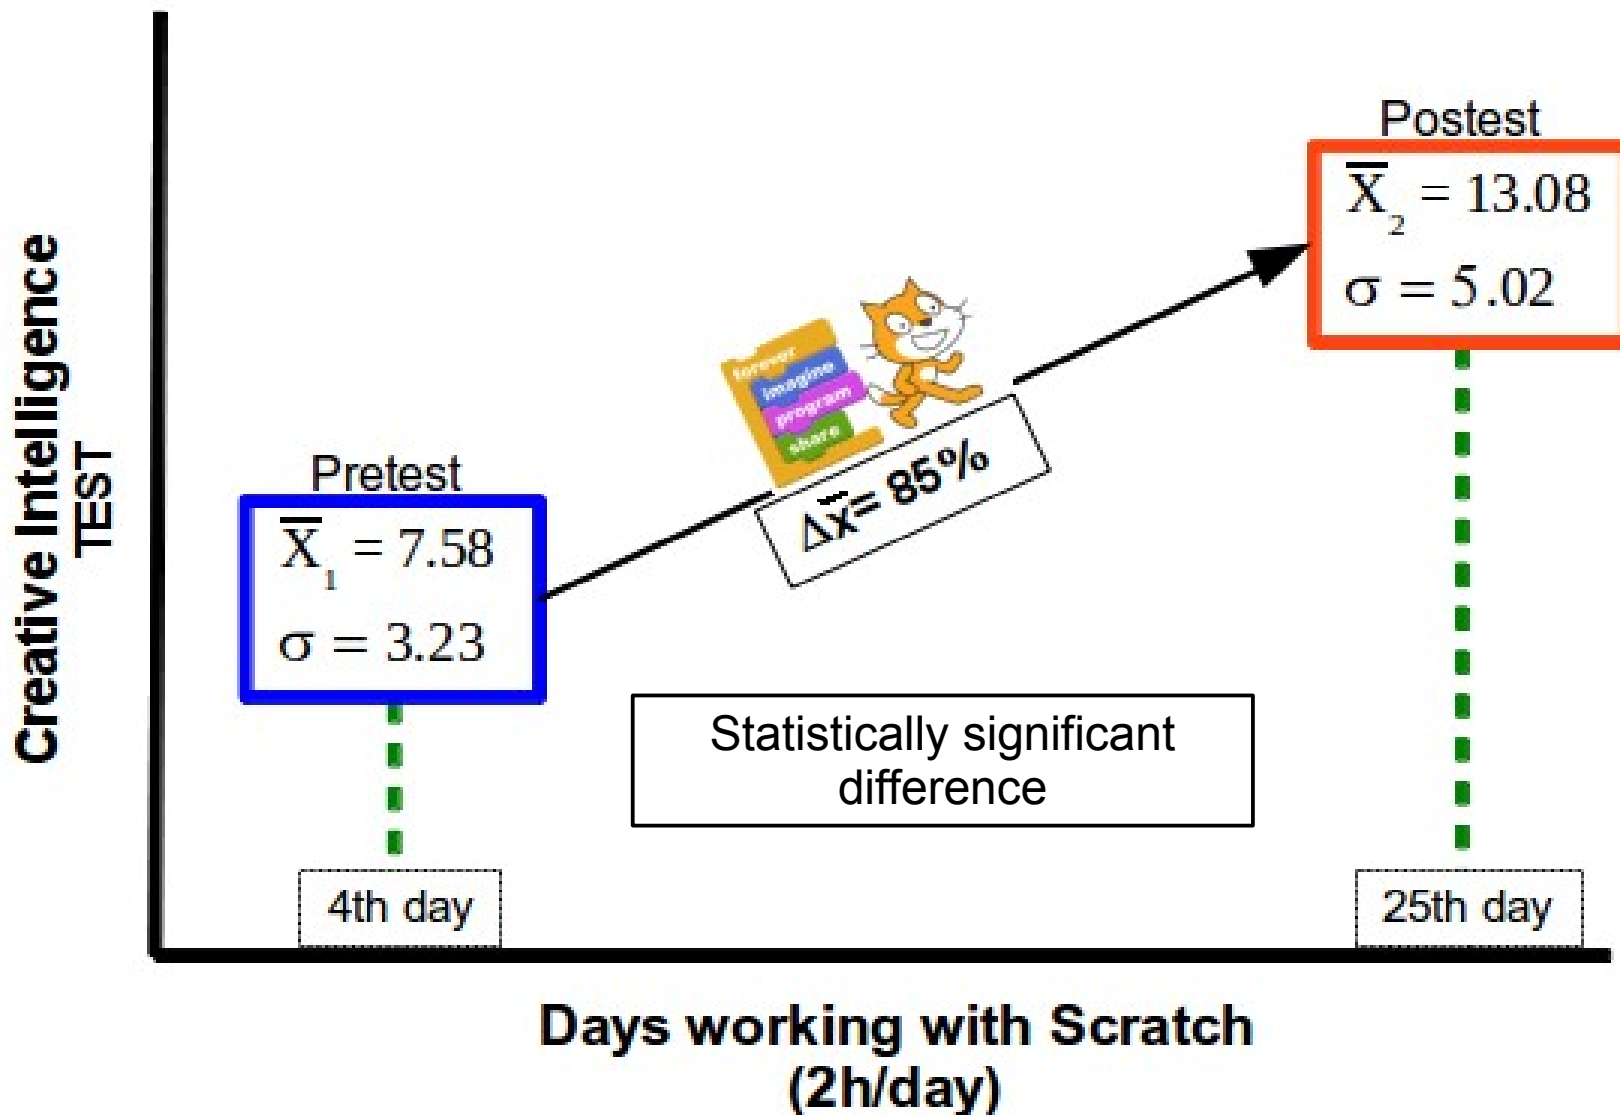 Creative Intelligence
TEST
Postest
X̅₂ = 13.08
σ = 5.02
forever
imagine
program
share
Δx̅= 85%
Pretest
X̅₁ = 7.58
σ = 3.23
Statistically significant
difference
4th day
25th day
Days working with Scratch
(2h/day)